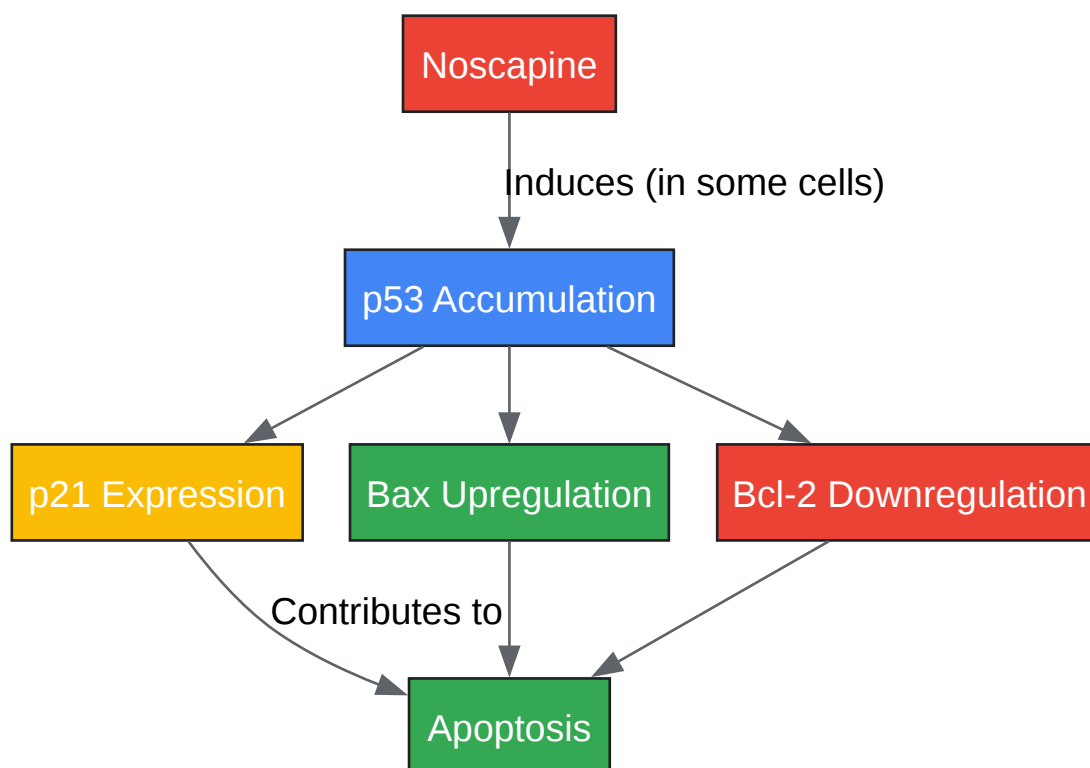 Noscapine
Induces (in some cells)
p53 Accumulation
p21 Expression
Bax Upregulation
Bcl-2 Downregulation
Contributes to
Apoptosis